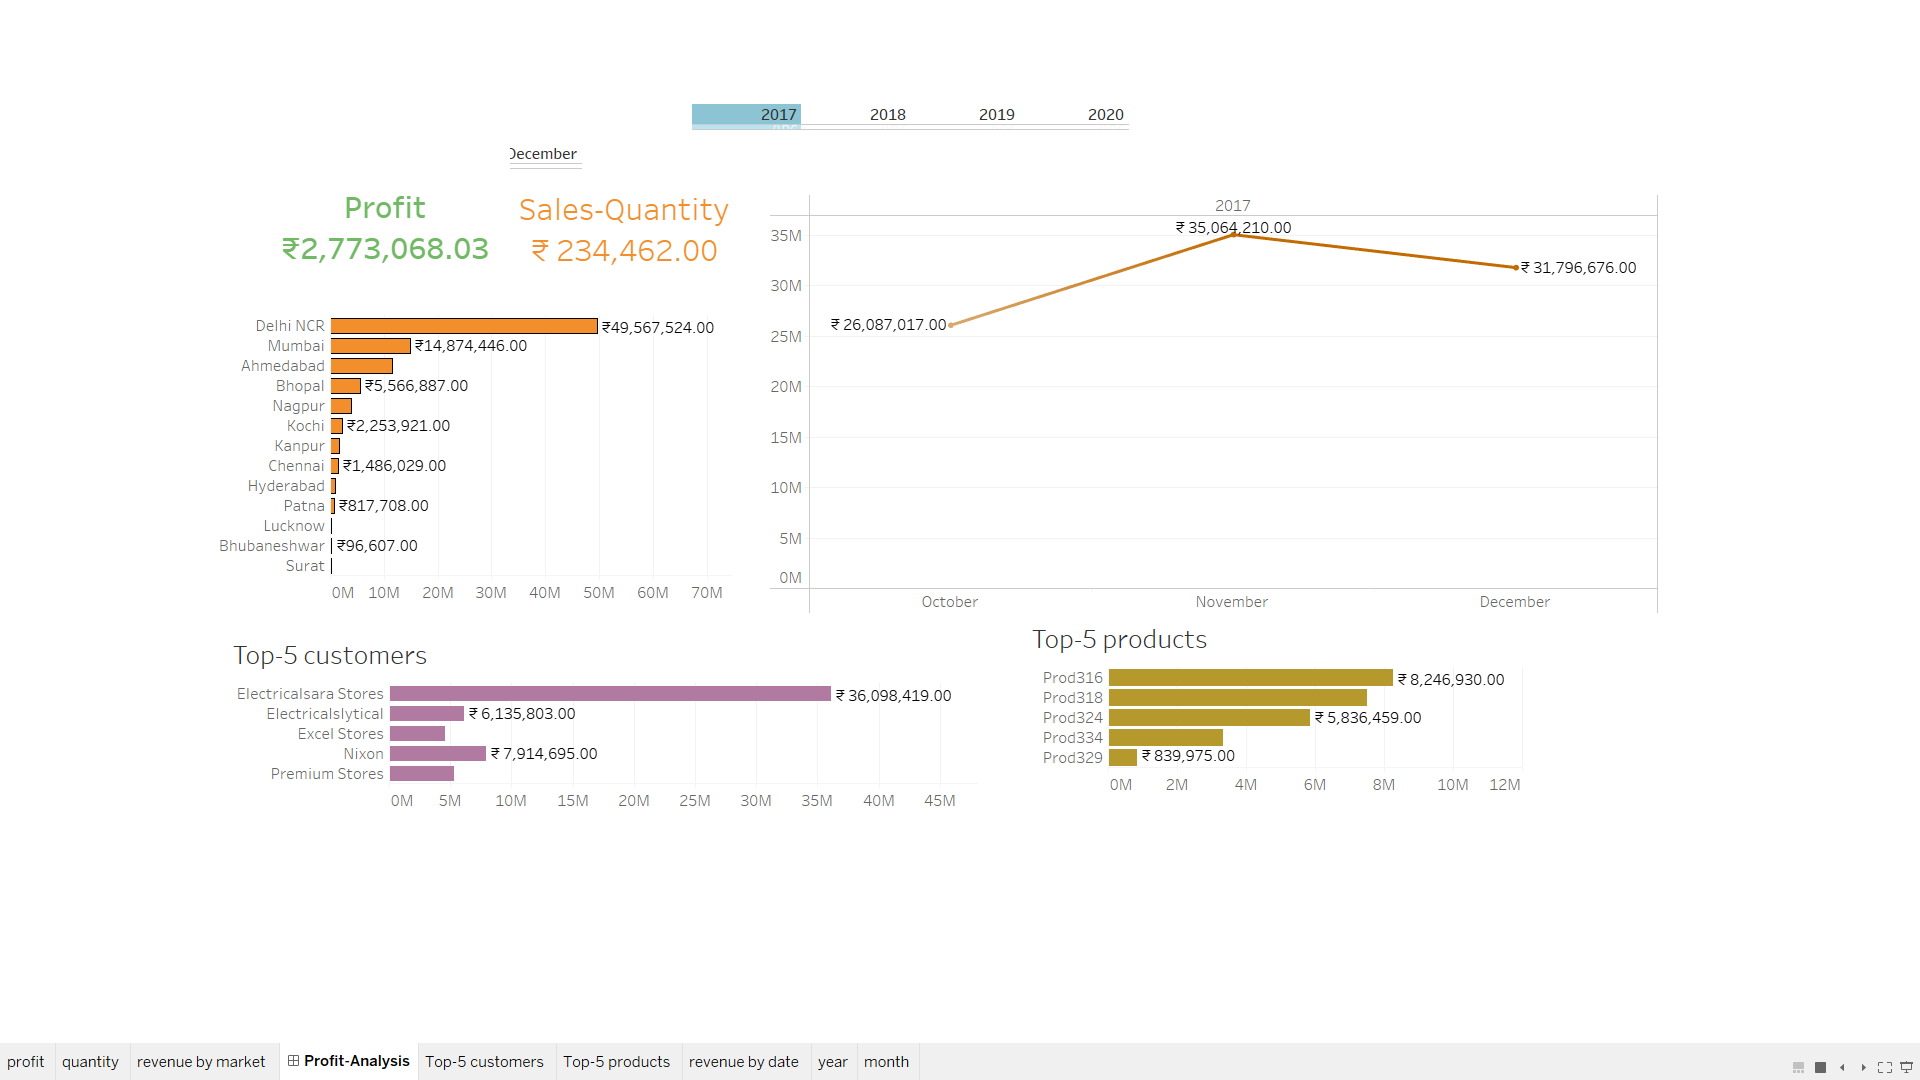 2017 2018 2019 2020
December
Profit
₹2,773,068.03
Sales-Quantity
₹ 234,462.00
Delhi NCR ₹49,567,524.00
Mumbai ₹14,874,446.00
Ahmedabad
Bhopal ₹5,566,887.00
Nagpur
Kochi ₹2,253,921.00
Kanpur
Chennai ₹1,486,029.00
Hyderabad
Patna ₹817,708.00
Lucknow
Bhubaneshwar ₹96,607.00
Surat
0M 10M 20M 30M 40M 50M 60M 70M
2017
35M
30M
25M
20M
15M
10M
5M
0M
₹ 26,087,017.00
₹ 35,064,210.00
₹ 31,796,676.00
October November December
Top-5 customers
Electricalsara Stores ₹ 36,098,419.00
Electricalslytical ₹ 6,135,803.00
Excel Stores
Nixon ₹ 7,914,695.00
Premium Stores
0M 5M 10M 15M 20M 25M 30M 35M 40M 45M
Top-5 products
Prod316 ₹ 8,246,930.00
Prod318
Prod324 ₹ 5,836,459.00
Prod334
Prod329 ₹ 839,975.00
0M 2M 4M 6M 8M 10M 12M
profit quantity revenue by market Profit-Analysis Top-5 customers Top-5 products revenue by date year month